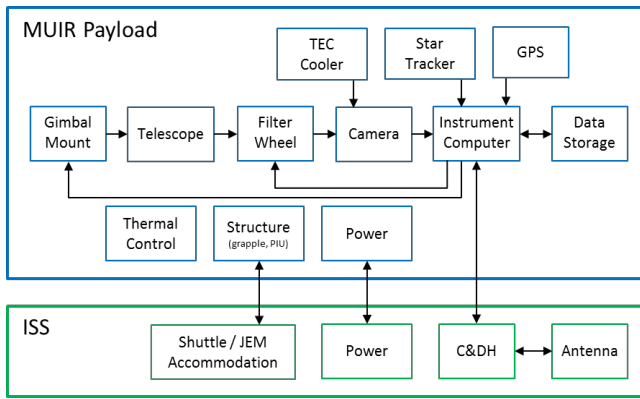 MUIR Payload
TEC
Cooler
Star
Tracker
GPS
Gimbal
Mount
Telescope
Filter
Wheel
Camera
Instrument
Computer
Data
Storage
Thermal
Control
Structure
(grapple, PIU)
Power
ISS
Shuttle / JEM
Accommodation
Power
C&DH
Antenna